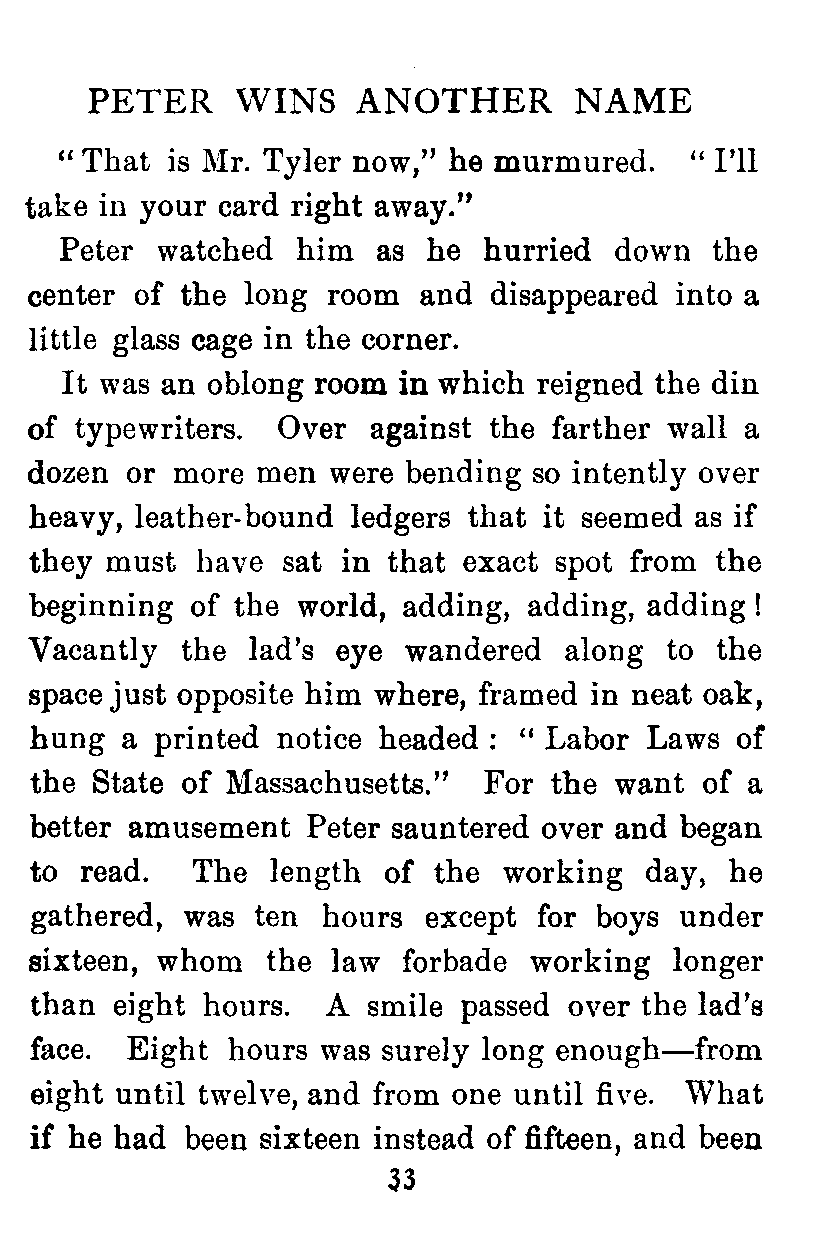 PETER WINS ANOTHER NAME
“ That is Mr. Tyler now,” he murmured. “ I’ll
take in your card right away.”
Peter watched him as he hurried down the
center of the long room and disappeared into a
little glass cage in the corner.
It was an oblong room in which reigned the din
of typewriters. Over against the farther wall a
dozen or more men were bending so intently over
heavy, leather-bound ledgers that it seemed as if
they must have sat in that exact spot from the
beginning of the world, adding, adding, adding !
Vacantly the lad’s eye wandered along to the
space just opposite him where, framed in neat oak,
hung a printed notice headed : “ Labor Laws of
the State of Massachusetts.” For the want of a
better amusement Peter sauntered over and began
to read. The length of the working day, he
gathered, was ten hours except for boys under
sixteen, whom the law forbade working longer
than eight hours. A smile passed over the lad’s
face. Eight hours was surely long enough—from
eight until twelve, and from one until five. What
if he had been sixteen instead of fifteen, and been
33